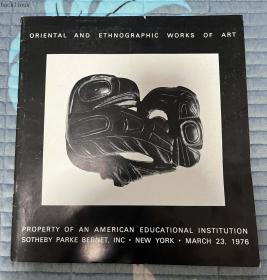 bucklimux
ORIENTAL AND ETHNOGRAPHIC WORKS OF ART
PROPERTY OF AN AMERICAN EDUCATIONAL INSTITUTION
SOTHEBY PARKE BERNET, INC • NEW YORK • MARCH 23, 1976